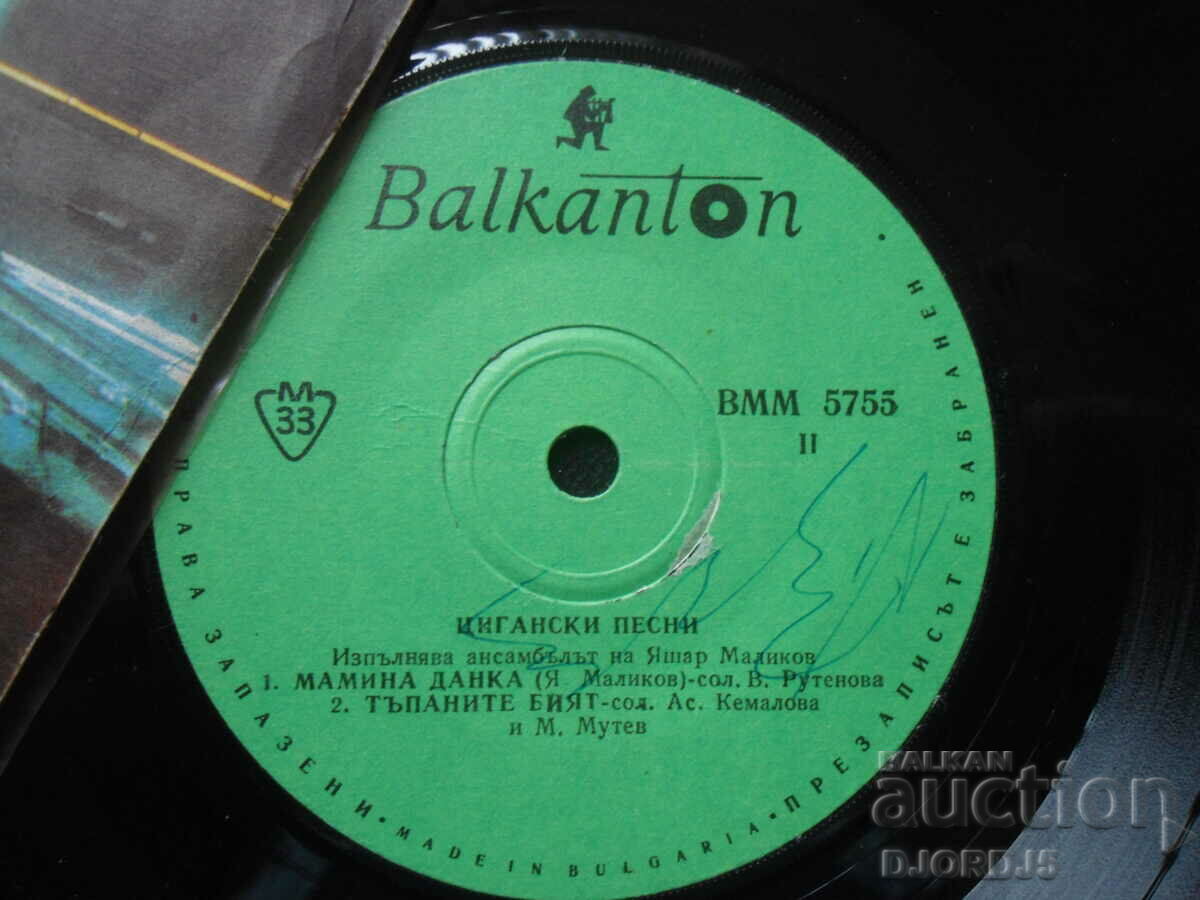 Balkanton
M
33
ВММ 5755
II
ЦИГАНСКИ ПЕСНИ
Изпълнява ансамбълът на Яшар Маликов
1. МАМИНА ДАНКА (Я. Маликов)-сол. В. Рутенова
2. ТЪПАНИТЕ БИЯТ-сол. Ас. Кемалова
и М. Мутев
ПРАВА ЗАПАЗЕНИ • MADE IN BULGARIA • ПРЕЗАПИСЪТ Е ЗАБРАНЕН •
BALKAN
auction
DJORDJ5